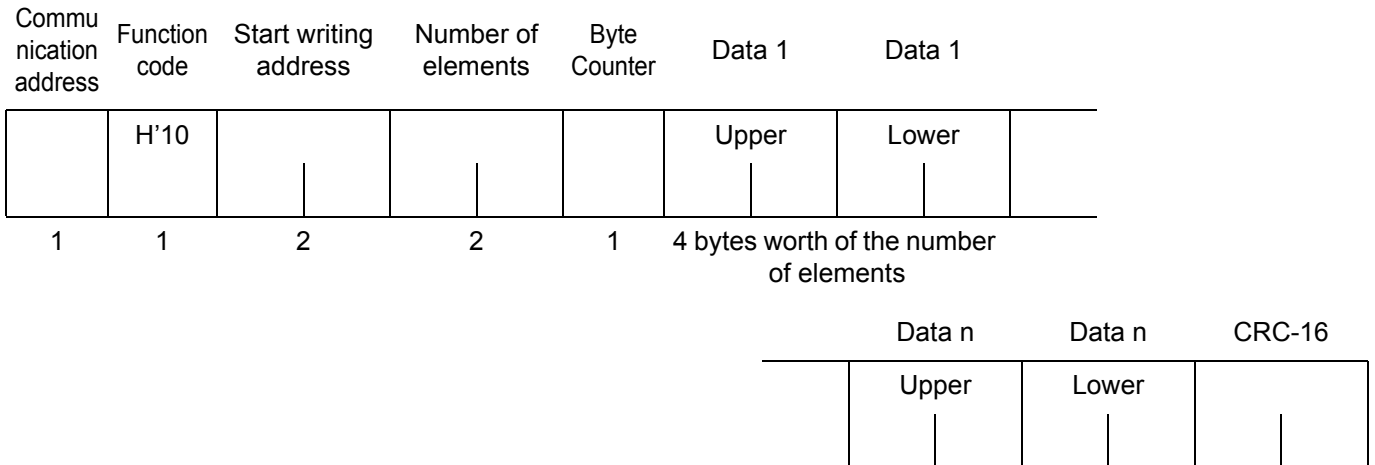 Commu
nication
address
Function
code
Start writing
address
Number of
elements
Byte
Counter
Data 1
Data 1
H'10
Upper
Lower
1
1
2
2
1
4 bytes worth of the number
of elements
Data n
Data n
CRC-16
Upper
Lower